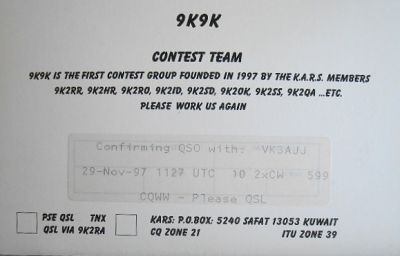 9K9K
CONTEST TEAM
9K9K IS THE FIRST CONTEST GROUP FOUNDED IN 1997 BY THE K.A.R.S. MEMBERS
9K2RR, 9K2HR, 9K2RO, 9K2ID, 9K2SD, 9K2OK, 9K2SS, 9K2QA ...ETC.
PLEASE WORK US AGAIN
Confirming QSO with: VK3AJJ
29-Nov-97 1127 UTC 10 2xCW 599
CQWW - Please QSL
PSE QSL TNX
QSL VIA 9K2RA
KARS: P.O.BOX: 5240 SAFAT 13053 KUWAIT
CQ ZONE 21 ITU ZONE 39